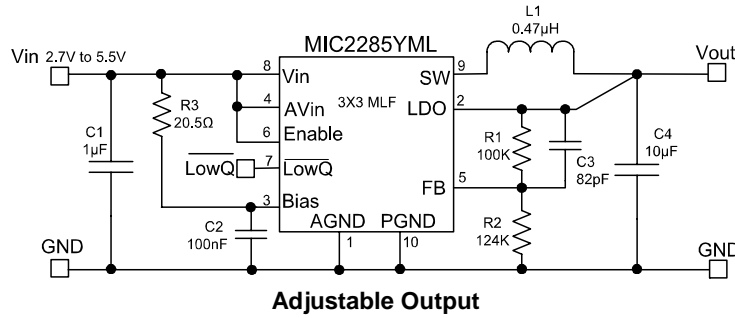 L1
0.47µH
Vin 2.7V to 5.5V
MIC2285YML
Vout
8
Vin
SW
9
4
AVin
3X3 MLF
LDO
2
R3
20.5Ω
6
Enable
C1
1µF
R1
100K
C3
82pF
C4
10µF
LowQ
7
LowQ
FB
5
3
Bias
C2
100nF
AGND
PGND
R2
124K
1
10
GND
GND
Adjustable Output